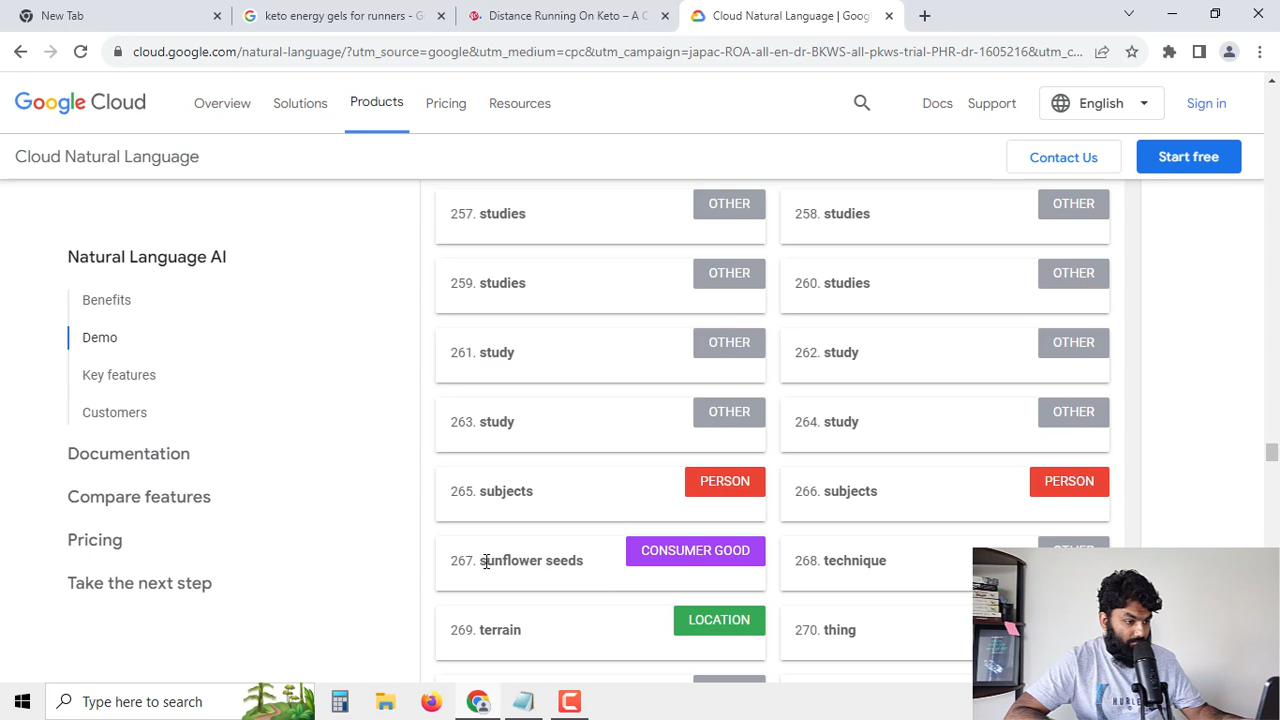 New Tab
keto energy gels for runners - G
Distance Running On Keto – A C
Cloud Natural Language | Goog
cloud.google.com/natural-language/?utm_source=google&utm_medium=cpc&utm_campaign=japac-ROA-all-en-dr-BKWS-all-pkws-trial-PHR-dr-1605216&utm_c...
Google Cloud
Overview
Solutions
Products
Pricing
Resources
Docs
Support
English
Sign in
Cloud Natural Language
Contact Us
Start free
Natural Language AI
Benefits
Demo
Key features
Customers
Documentation
Compare features
Pricing
Take the next step
257. studies OTHER
258. studies OTHER
259. studies OTHER
260. studies OTHER
261. study OTHER
262. study OTHER
263. study OTHER
264. study OTHER
265. subjects PERSON
266. subjects PERSON
267. sunflower seeds CONSUMER GOOD
268. technique
269. terrain LOCATION
270. thing
Type here to search